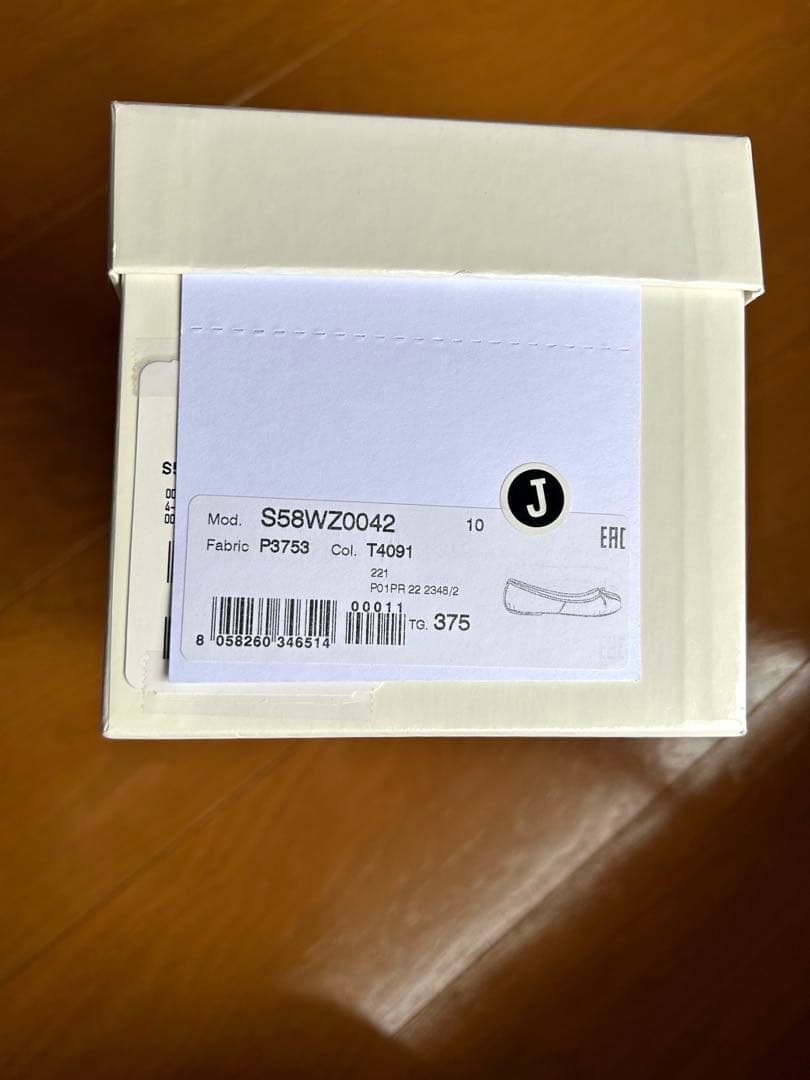 J
Mod. S58WZ0042 10
EAC
Fabric P3753 Col. T4091
221
P01PR 22 2348/2
00011
TG. 375
8 058260 346514